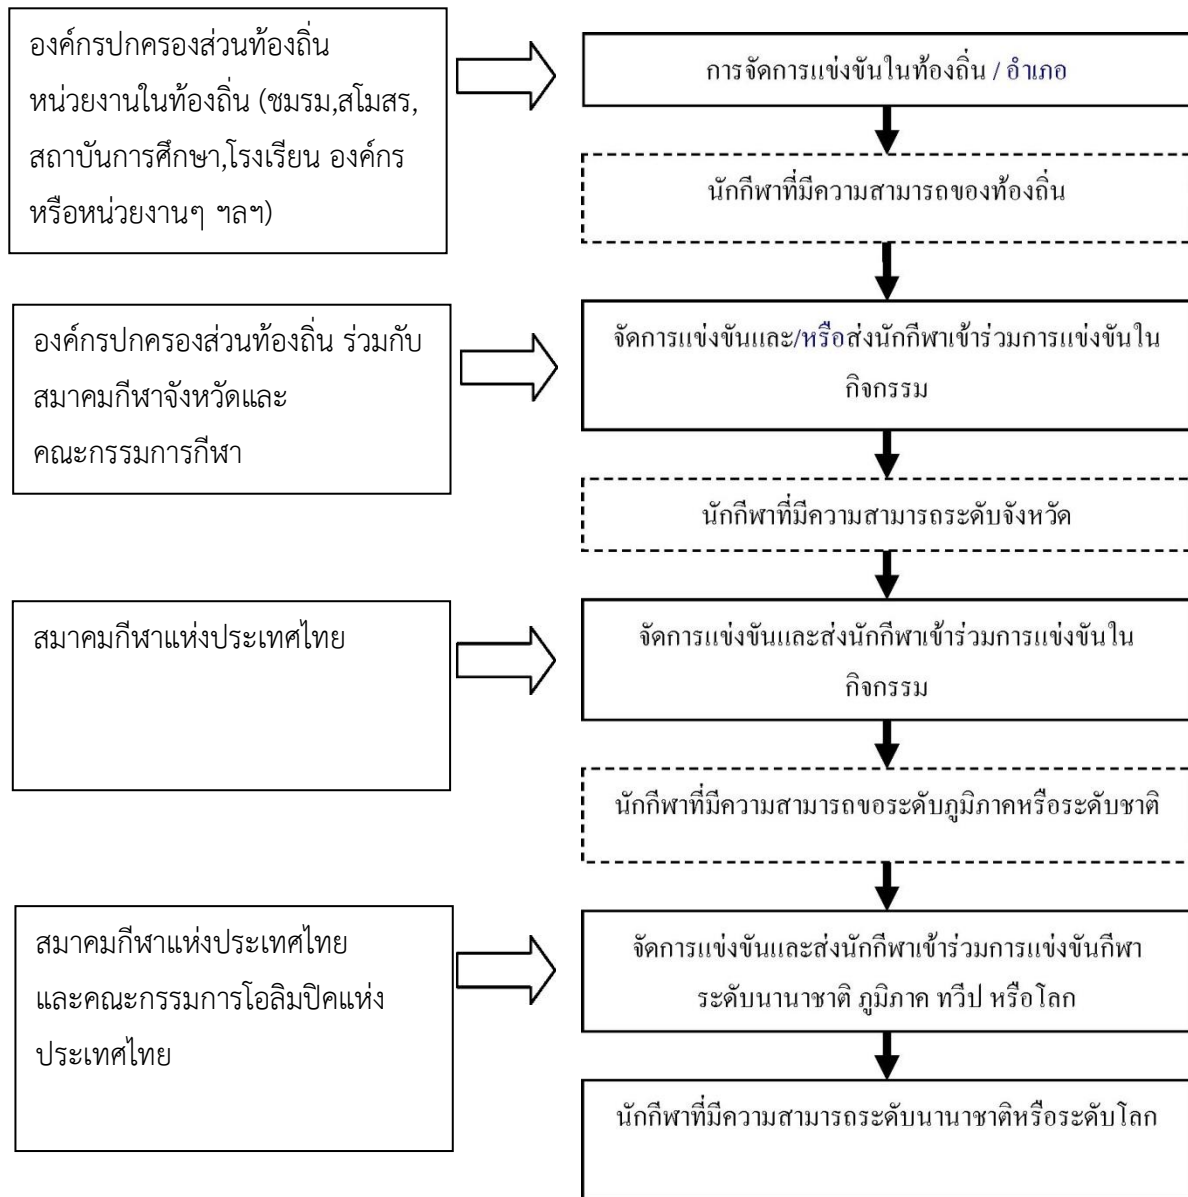 องค์กรปกครองส่วนท้องถิ่น
หน่วยงานในท้องถิ่น (ชมรม,สโมสร,
สถาบันการศึกษา,โรงเรียน องค์กร
หรือหน่วยงานๆ ฯลฯ)
การจัดการแข่งขันในท้องถิ่น / อำเภอ
นักกีฬาที่มีความสามารถของท้องถิ่น
องค์กรปกครองส่วนท้องถิ่น ร่วมกับ
สมาคมกีฬาจังหวัดและ
คณะกรรมการกีฬา
จัดการแข่งขันและ/หรือส่งนักกีฬาเข้าร่วมการแข่งขันใน
กิจกรรม
นักกีฬาที่มีความสามารถระดับจังหวัด
สมาคมกีฬาแห่งประเทศไทย
จัดการแข่งขันและส่งนักกีฬาเข้าร่วมการแข่งขันใน
กิจกรรม
นักกีฬาที่มีความสามารถขอระดับภูมิภาคหรือระดับชาติ
สมาคมกีฬาแห่งประเทศไทย
และคณะกรรมการโอลิมปิคแห่ง
ประเทศไทย
จัดการแข่งขันและส่งนักกีฬาเข้าร่วมการแข่งขันกีฬา
ระดับนานาชาติ ภูมิภาค ทวีป หรือโลก
นักกีฬาที่มีความสามารถระดับนานาชาติหรือระดับโลก